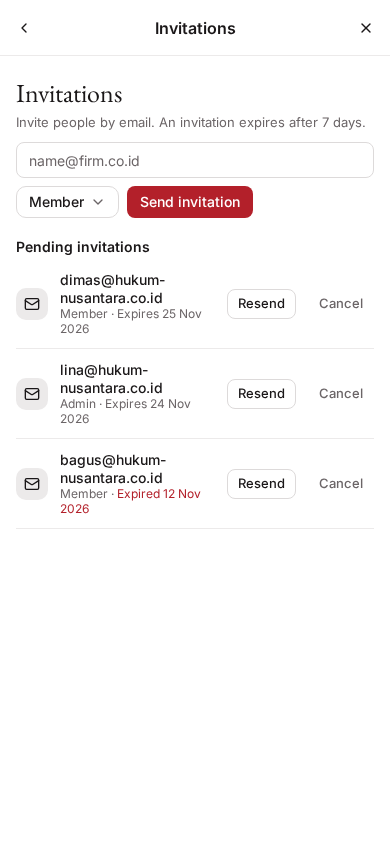 Invitations
Invitations
Invite people by email. An invitation expires after 7 days.
name@firm.co.id
Member
Send invitation
Pending invitations
dimas@hukum-
nusantara.co.id
Member · Expires 25 Nov
2026
Resend
Cancel
lina@hukum-
nusantara.co.id
Admin · Expires 24 Nov
2026
Resend
Cancel
bagus@hukum-
nusantara.co.id
Member · Expired 12 Nov
2026
Resend
Cancel